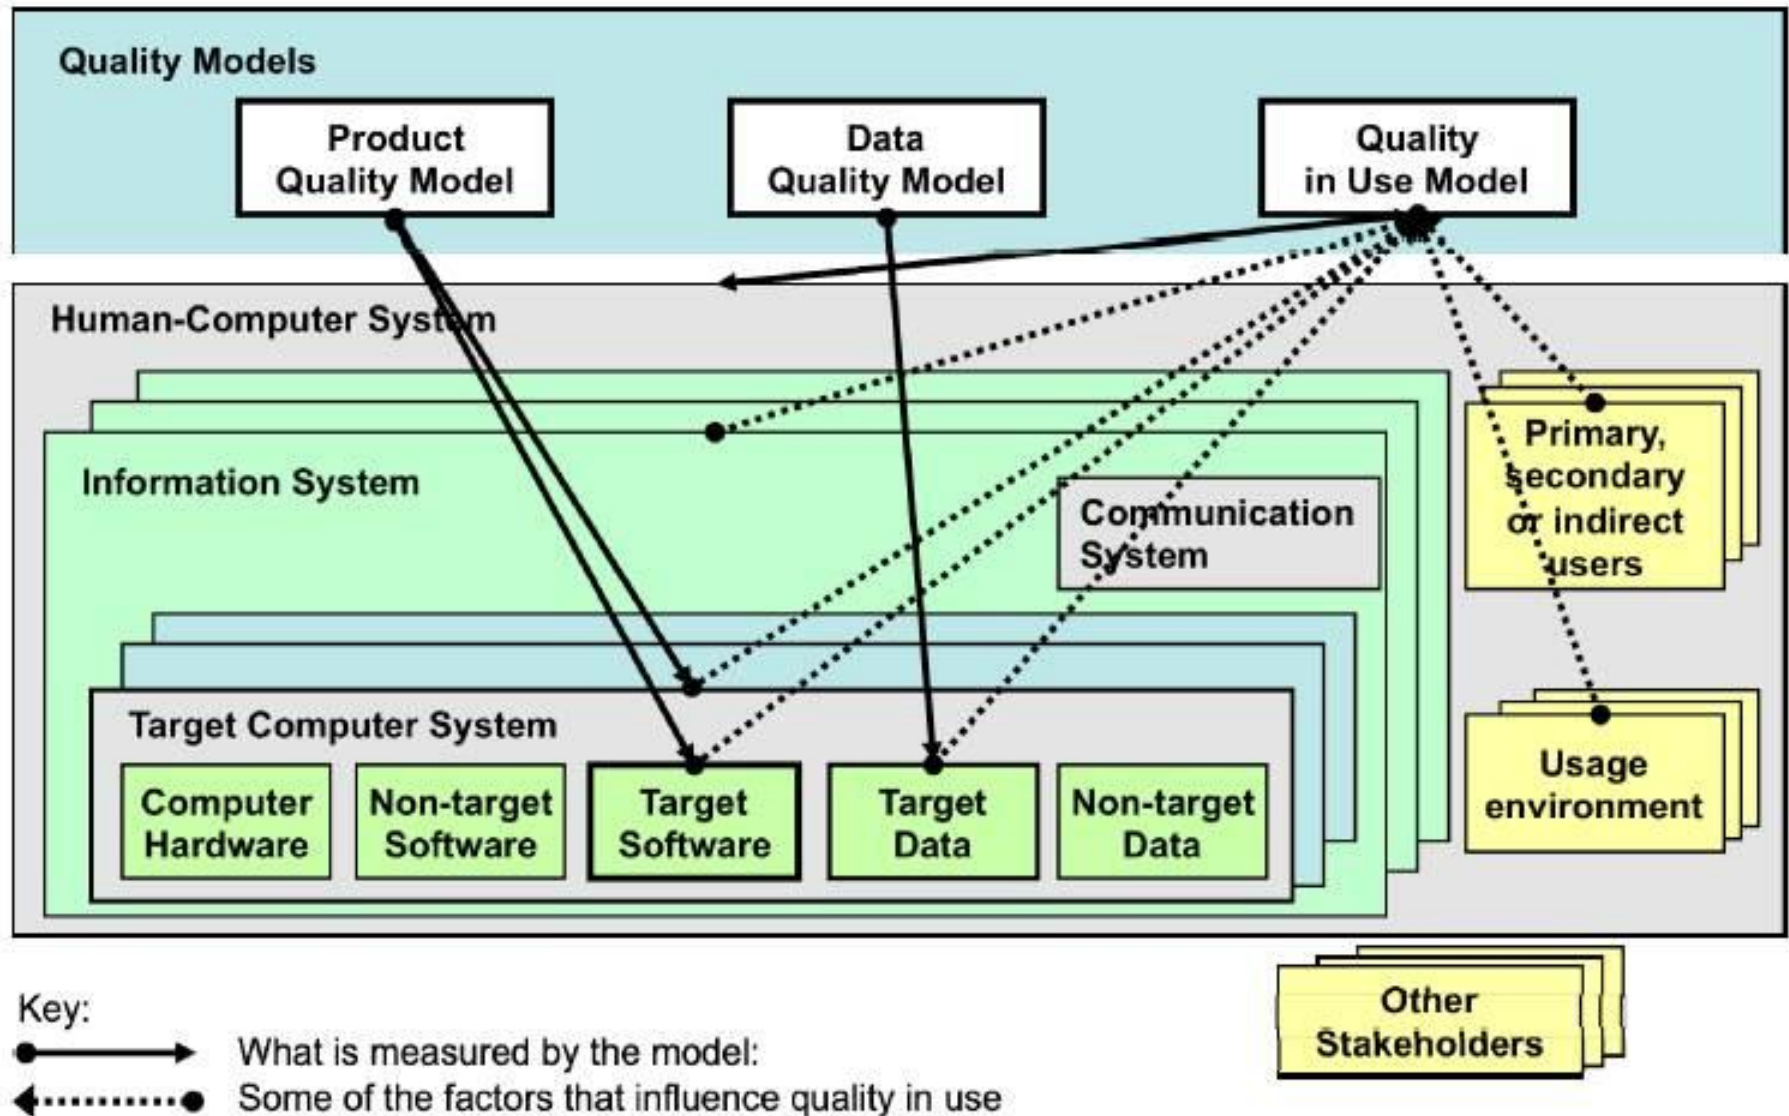 Quality Models
Product
Quality Model
Data
Quality Model
Quality
in Use Model
Human-Computer System
Information System
Communication
System
Primary,
secondary
or indirect
users
Target Computer System
Computer
Hardware
Non-target
Software
Target
Software
Target
Data
Non-target
Data
Usage
environment
Other
Stakeholders
Key:
What is measured by the model:
Some of the factors that influence quality in use